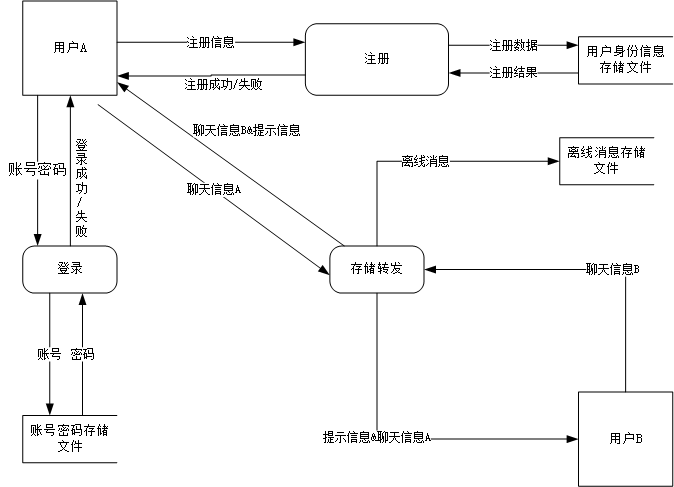 用户A
注册信息
注册
注册数据
用户身份信息
存储文件
注册成功/失败
注册结果
聊天信息B&提示信息
账号密码
登录成功/失败
聊天信息A
离线消息
离线消息存储
文件
登录
存储转发
聊天信息B
账号
密码
账号密码存储
文件
提示信息&聊天信息A
用户B